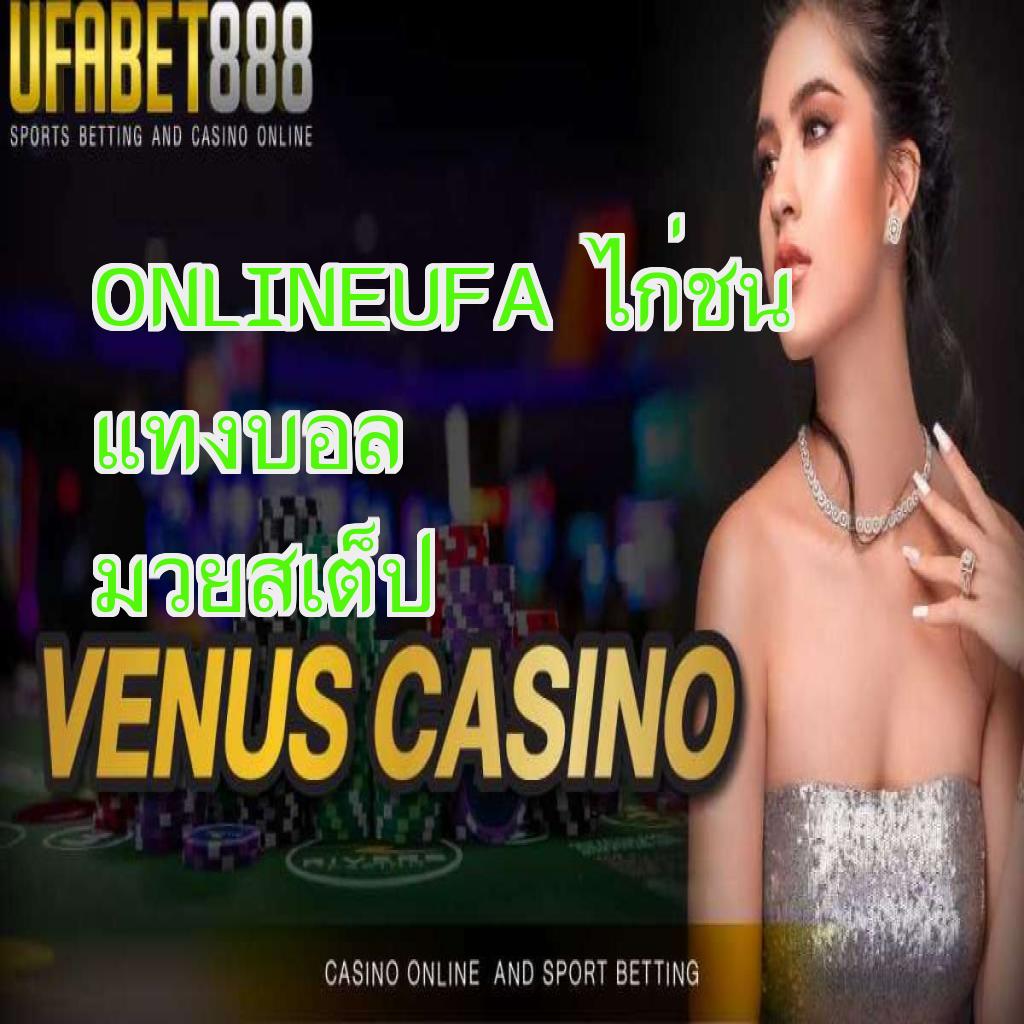 UFABET888
SPORTS BETTING AND CASINO ONLINE
ONLINEUFA ไก่ชน
แทงบอล
มวยสเต็ป
VENUS CASINO
CASINO ONLINE AND SPORT BETTING